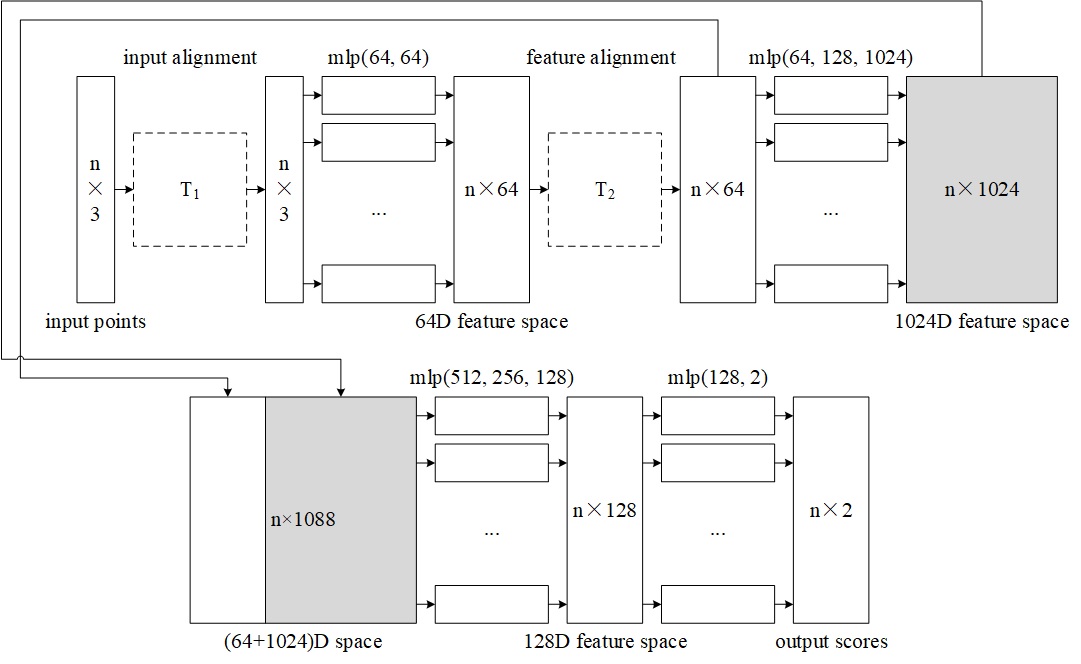 input alignment
mlp(64, 64)
feature alignment
mlp(64, 128, 1024)
n
×
3
T1
n
×
3
...
n×64
T2
n×64
...
n×1024
input points
64D feature space
1024D feature space
mlp(512, 256, 128)
mlp(128, 2)
n×1088
...
n×128
...
n×2
(64+1024)D space
128D feature space
output scores